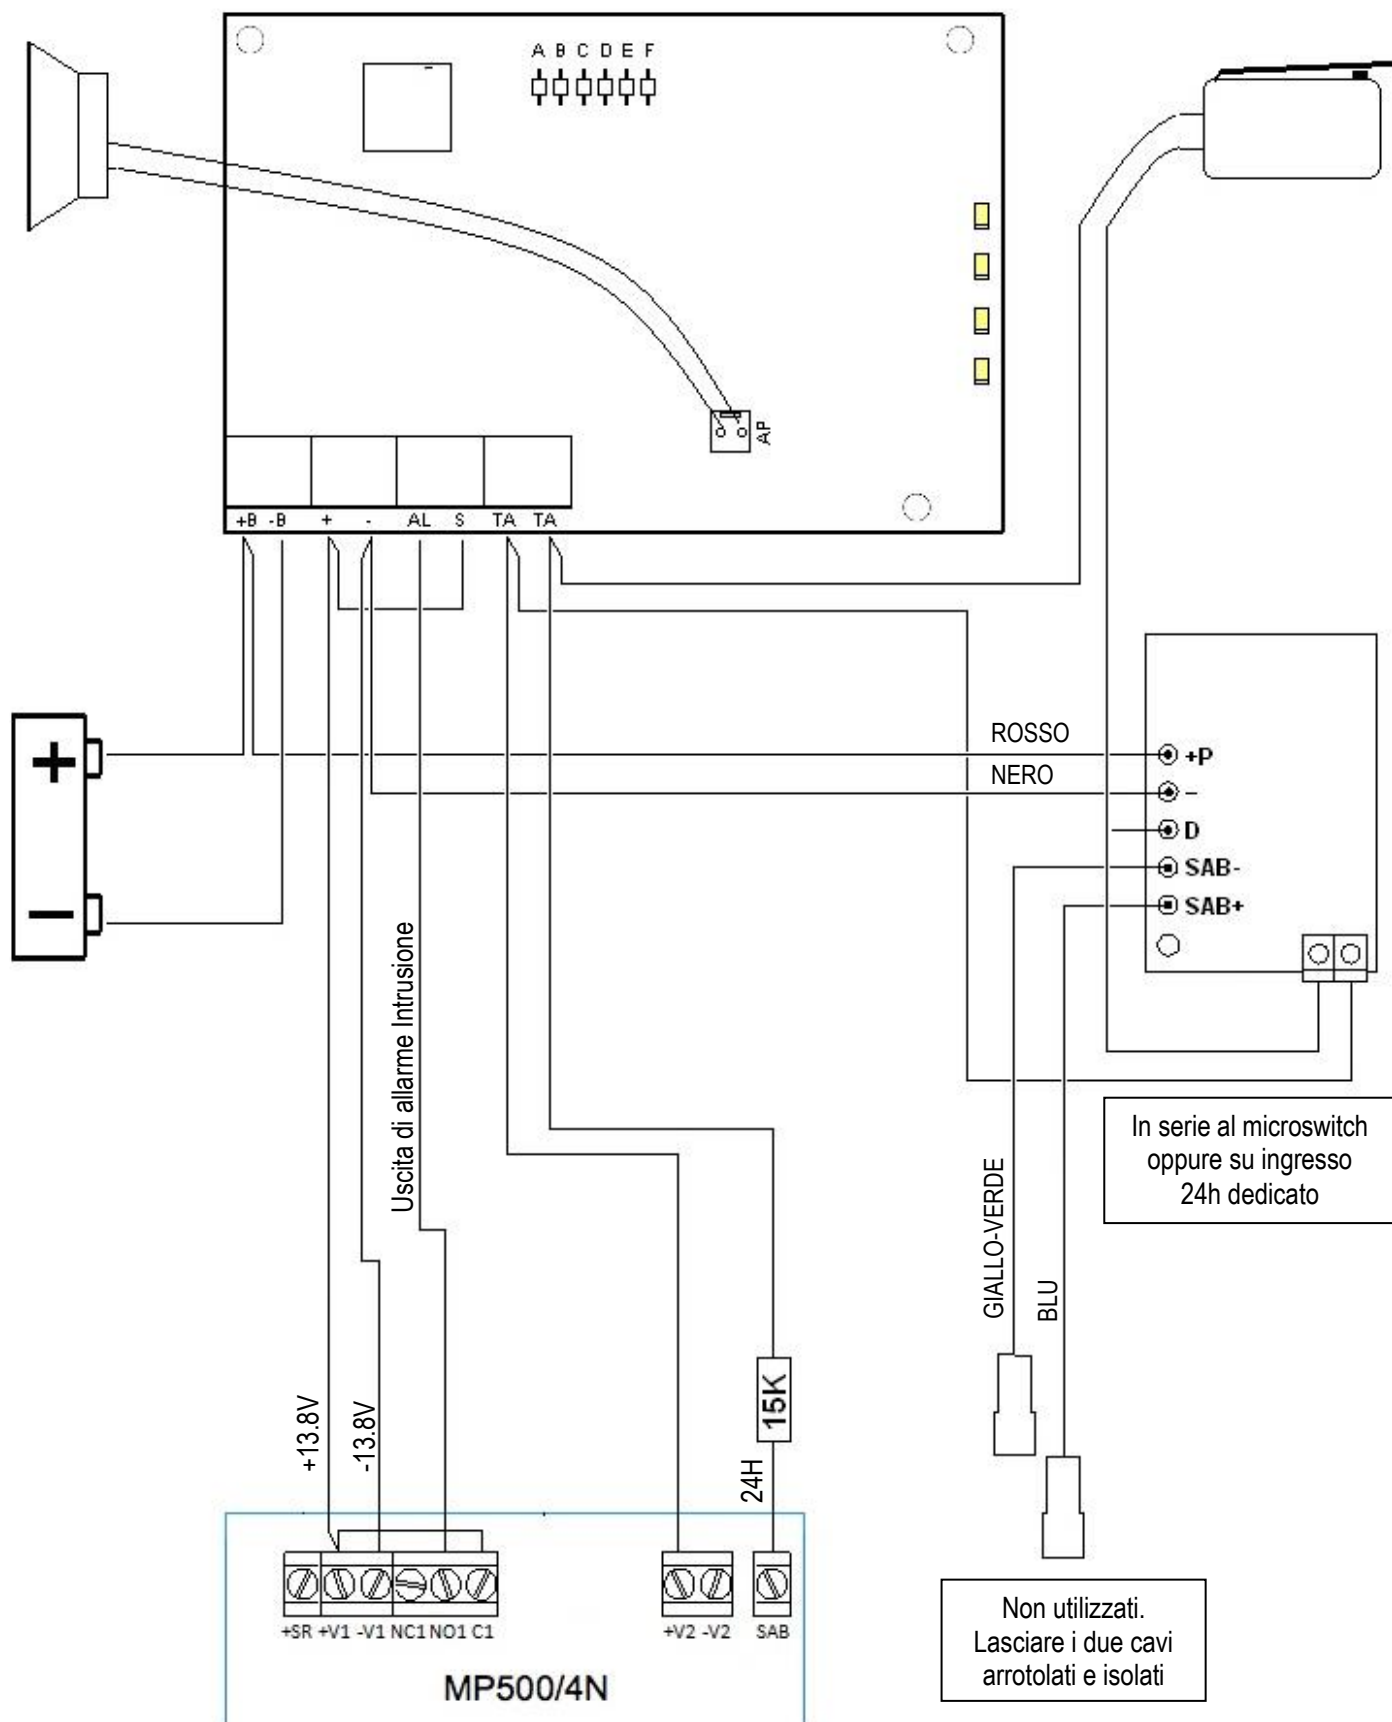 A B C D E F
AP
+B -B + - AL S TA TA
ROSSO
NERO
+P
–
D
SAB-
SAB+
+
−
Uscita di allarme Intrusione
In serie al microswitch
oppure su ingresso
24h dedicato
GIALLO-VERDE
BLU
+13.8V
-13.8V
15K
24H
+SR +V1 -V1 NC1 NO1 C1
+V2 -V2
SAB
MP500/4N
Non utilizzati.
Lasciare i due cavi
arrotolati e isolati